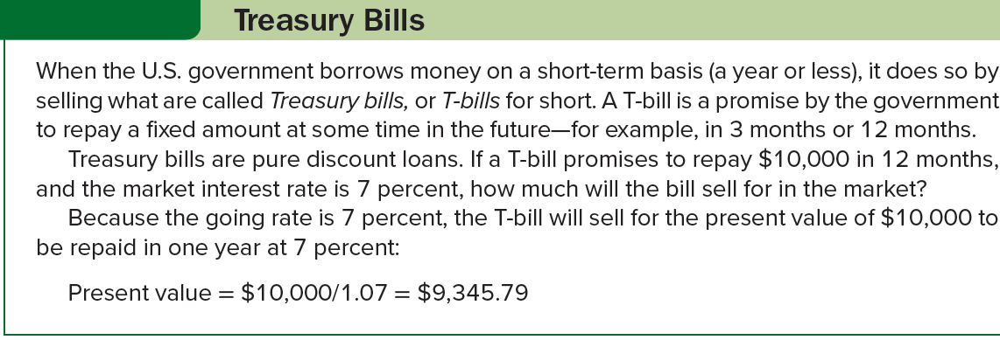 Treasury Bills
When the U.S. government borrows money on a short-term basis (a year or less), it does so by
selling what are called Treasury bills, or T-bills for short. A T-bill is a promise by the government
to repay a fixed amount at some time in the future—for example, in 3 months or 12 months.
Treasury bills are pure discount loans. If a T-bill promises to repay $10,000 in 12 months,
and the market interest rate is 7 percent, how much will the bill sell for in the market?
Because the going rate is 7 percent, the T-bill will sell for the present value of $10,000 to
be repaid in one year at 7 percent:
Present value = $10,000/1.07 = $9,345.79